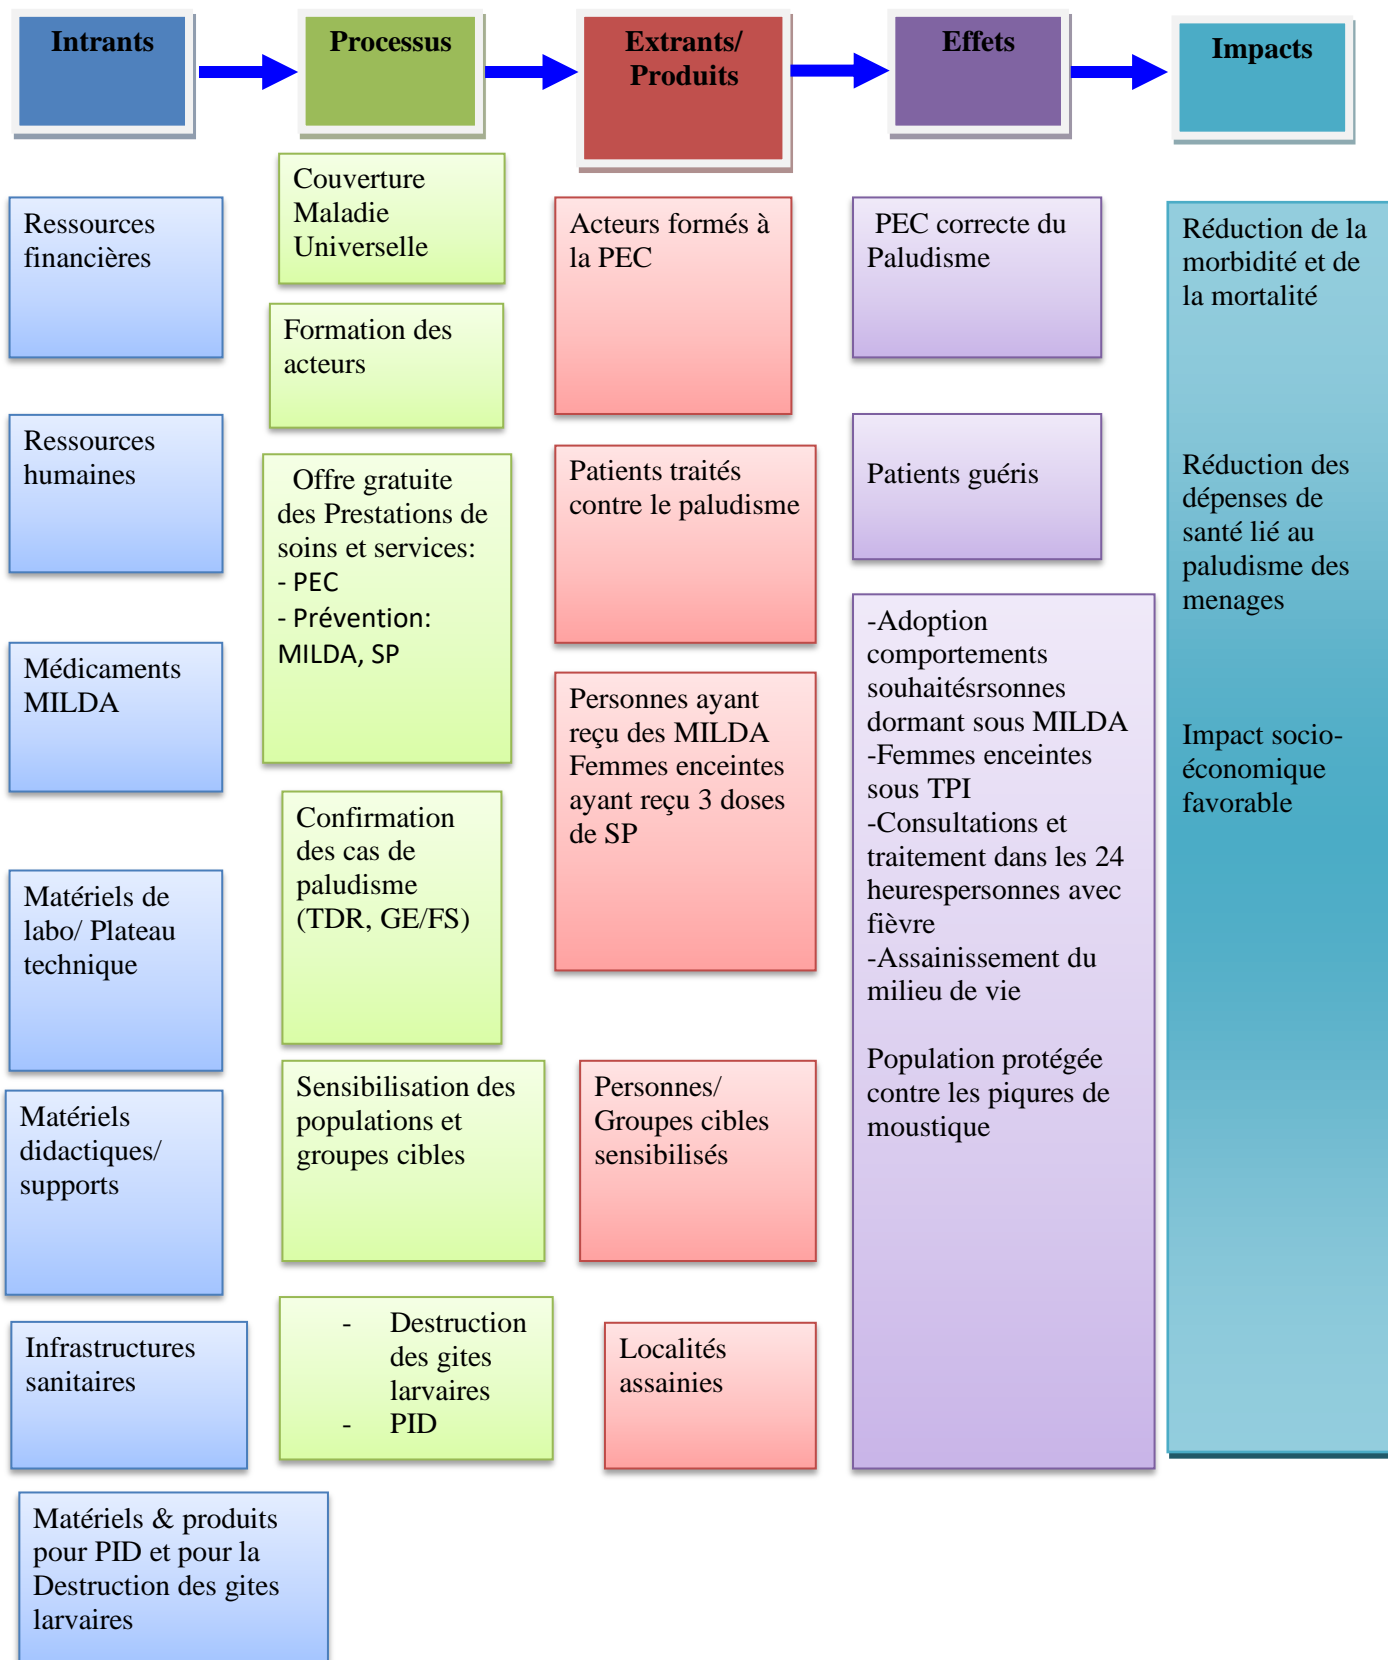 Intrants
Processus
Extrants/
Produits
Effets
Impacts
Ressources
financières
Ressources
humaines
Médicaments
MILDA
Matériels de
labo/ Plateau
technique
Matériels
didactiques/
supports
Infrastructures
sanitaires
Matériels & produits
pour PID et pour la
Destruction des gites
larvaires
Couverture
Maladie
Universelle
Formation des
acteurs
Offre gratuite
des Prestations de
soins et services:
- PEC
- Prévention:
MILDA, SP
Confirmation
des cas de
paludisme
(TDR, GE/FS)
Sensibilisation des
populations et
groupes cibles
- Destruction
des gites
larvaires
- PID
Acteurs formés à
la PEC
Patients traités
contre le paludisme
Personnes ayant
reçu des MILDA
Femmes enceintes
ayant reçu 3 doses
de SP
Personnes/
Groupes cibles
sensibilisés
Localités
assainies
PEC correcte du
Paludisme
Patients guéris
-Adoption
comportements
souhaitésrsonnes
dormant sous MILDA
-Femmes enceintes
sous TPI
-Consultations et
traitement dans les 24
heurespersonnes avec
fièvre
-Assainissement du
milieu de vie
Population protégée
contre les piqures de
moustique
Réduction de la
morbidité et de
la mortalité
Réduction des
dépenses de
santé lié au
paludisme des
menages
Impact socio-
économique
favorable